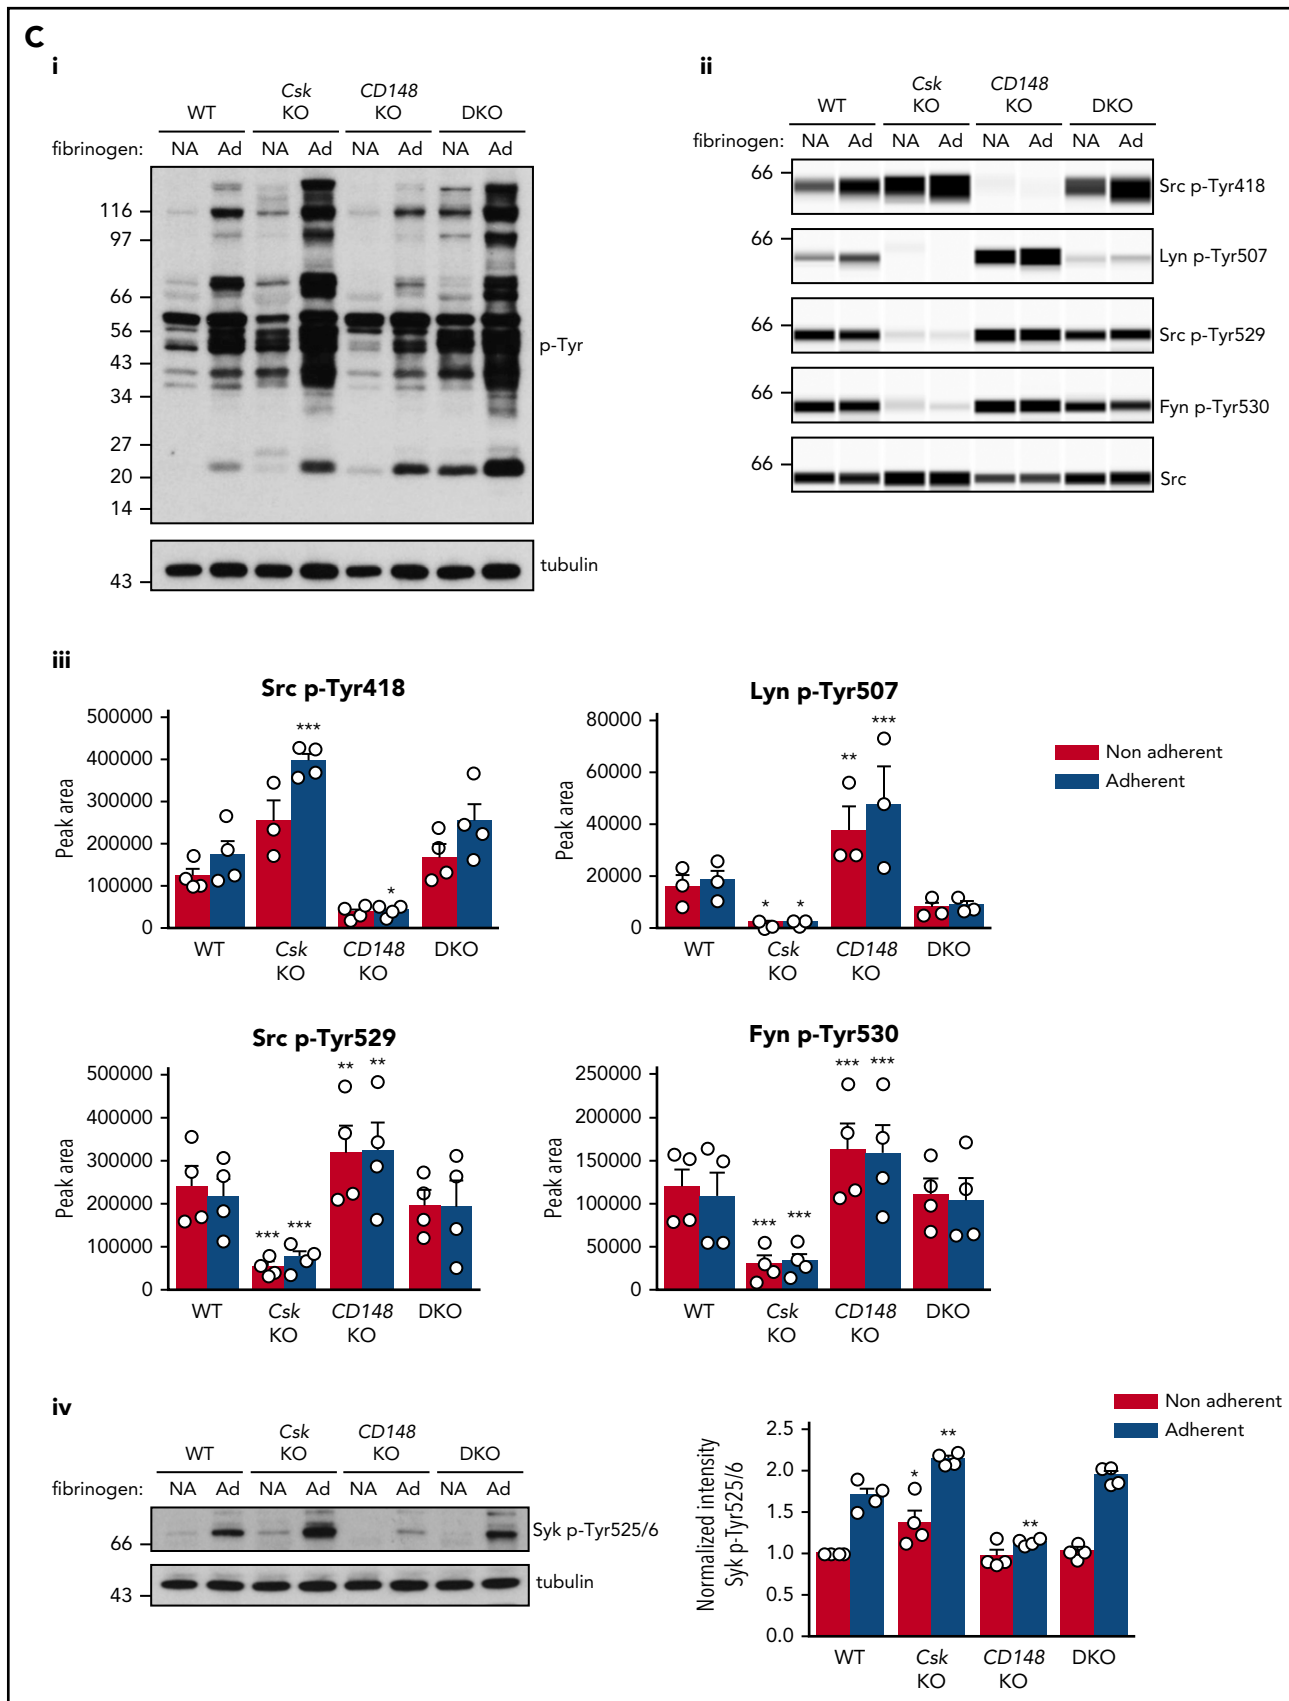 C
i
WT
Csk
KO
CD148
KO
DKO
fibrinogen: NA Ad NA Ad NA Ad NA Ad
116
97
66
56
43
34
27
20
14
p-Tyr
43
tubulin
ii
WT
Csk
KO
CD148
KO
DKO
fibrinogen: NA Ad NA Ad NA Ad NA Ad
66 Src p-Tyr418
66 Lyn p-Tyr507
66 Src p-Tyr529
66 Fyn p-Tyr530
66 Src
iii
Src p-Tyr418
Peak area
500000
400000
300000
200000
100000
0
***
*
WT
Csk
KO
CD148
KO
DKO
Lyn p-Tyr507
Peak area
80000
60000
40000
20000
0
* * ** ***
WT
Csk
KO
CD148
KO
DKO
Non adherent
Adherent
Src p-Tyr529
Peak area
500000
400000
300000
200000
100000
0
*** *** ** **
WT
Csk
KO
CD148
KO
DKO
Fyn p-Tyr530
Peak area
250000
200000
150000
100000
50000
0
*** *** *** ***
WT
Csk
KO
CD148
KO
DKO
iv
WT
Csk
KO
CD148
KO
DKO
fibrinogen: NA Ad NA Ad NA Ad NA Ad
66
Syk p-Tyr525/6
43
tubulin
Non adherent
Adherent
Normalized intensity
Syk p-Tyr525/6
2.5
2.0
1.5
1.0
0.5
0.0
* ** **
WT
Csk
KO
CD148
KO
DKO